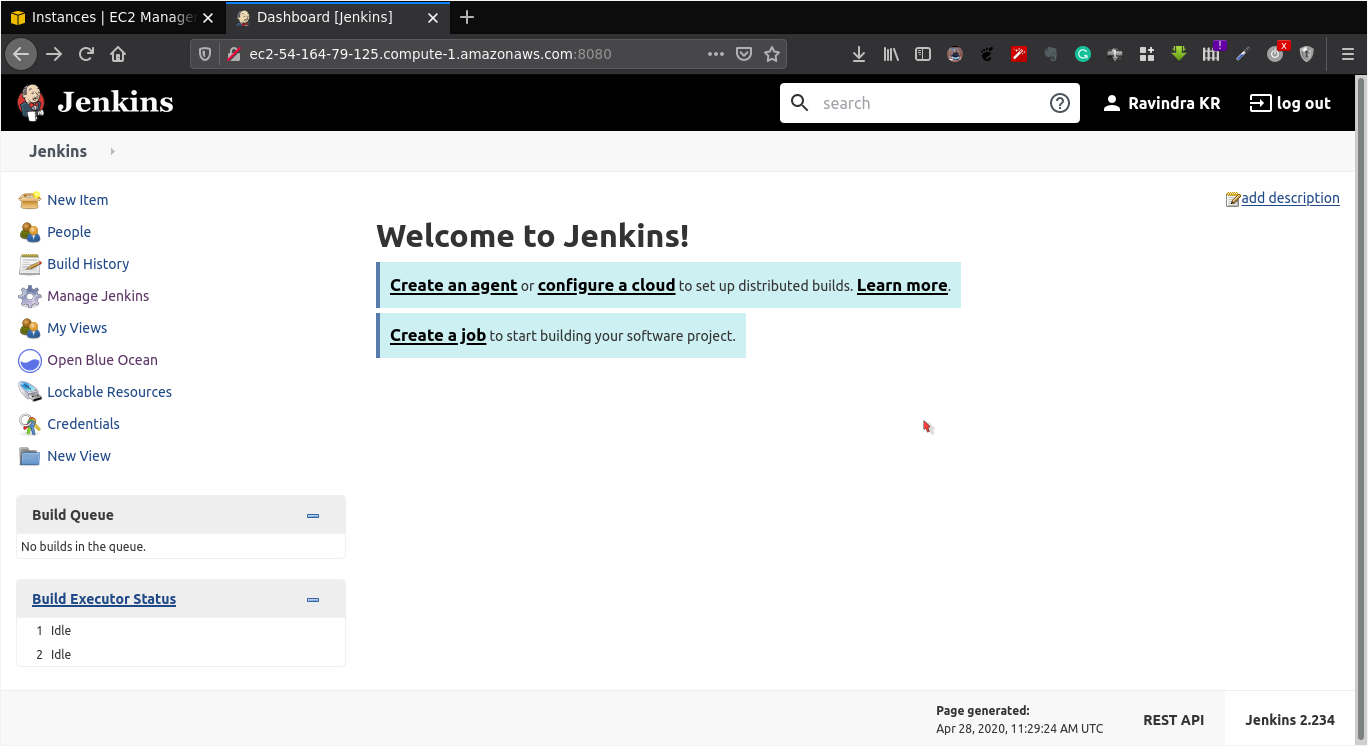 Instances | EC2 Manage
Dashboard [Jenkins]
ec2-54-164-79-125.compute-1.amazonaws.com:8080
Jenkins
search
Ravindra KR
log out
Jenkins
New Item
People
Build History
Manage Jenkins
My Views
Open Blue Ocean
Lockable Resources
Credentials
New View
add description
Welcome to Jenkins!
Create an agent or configure a cloud to set up distributed builds. Learn more.
Create a job to start building your software project.
Build Queue
No builds in the queue.
Build Executor Status
1 Idle
2 Idle
Page generated:
Apr 28, 2020, 11:29:24 AM UTC
REST API
Jenkins 2.234